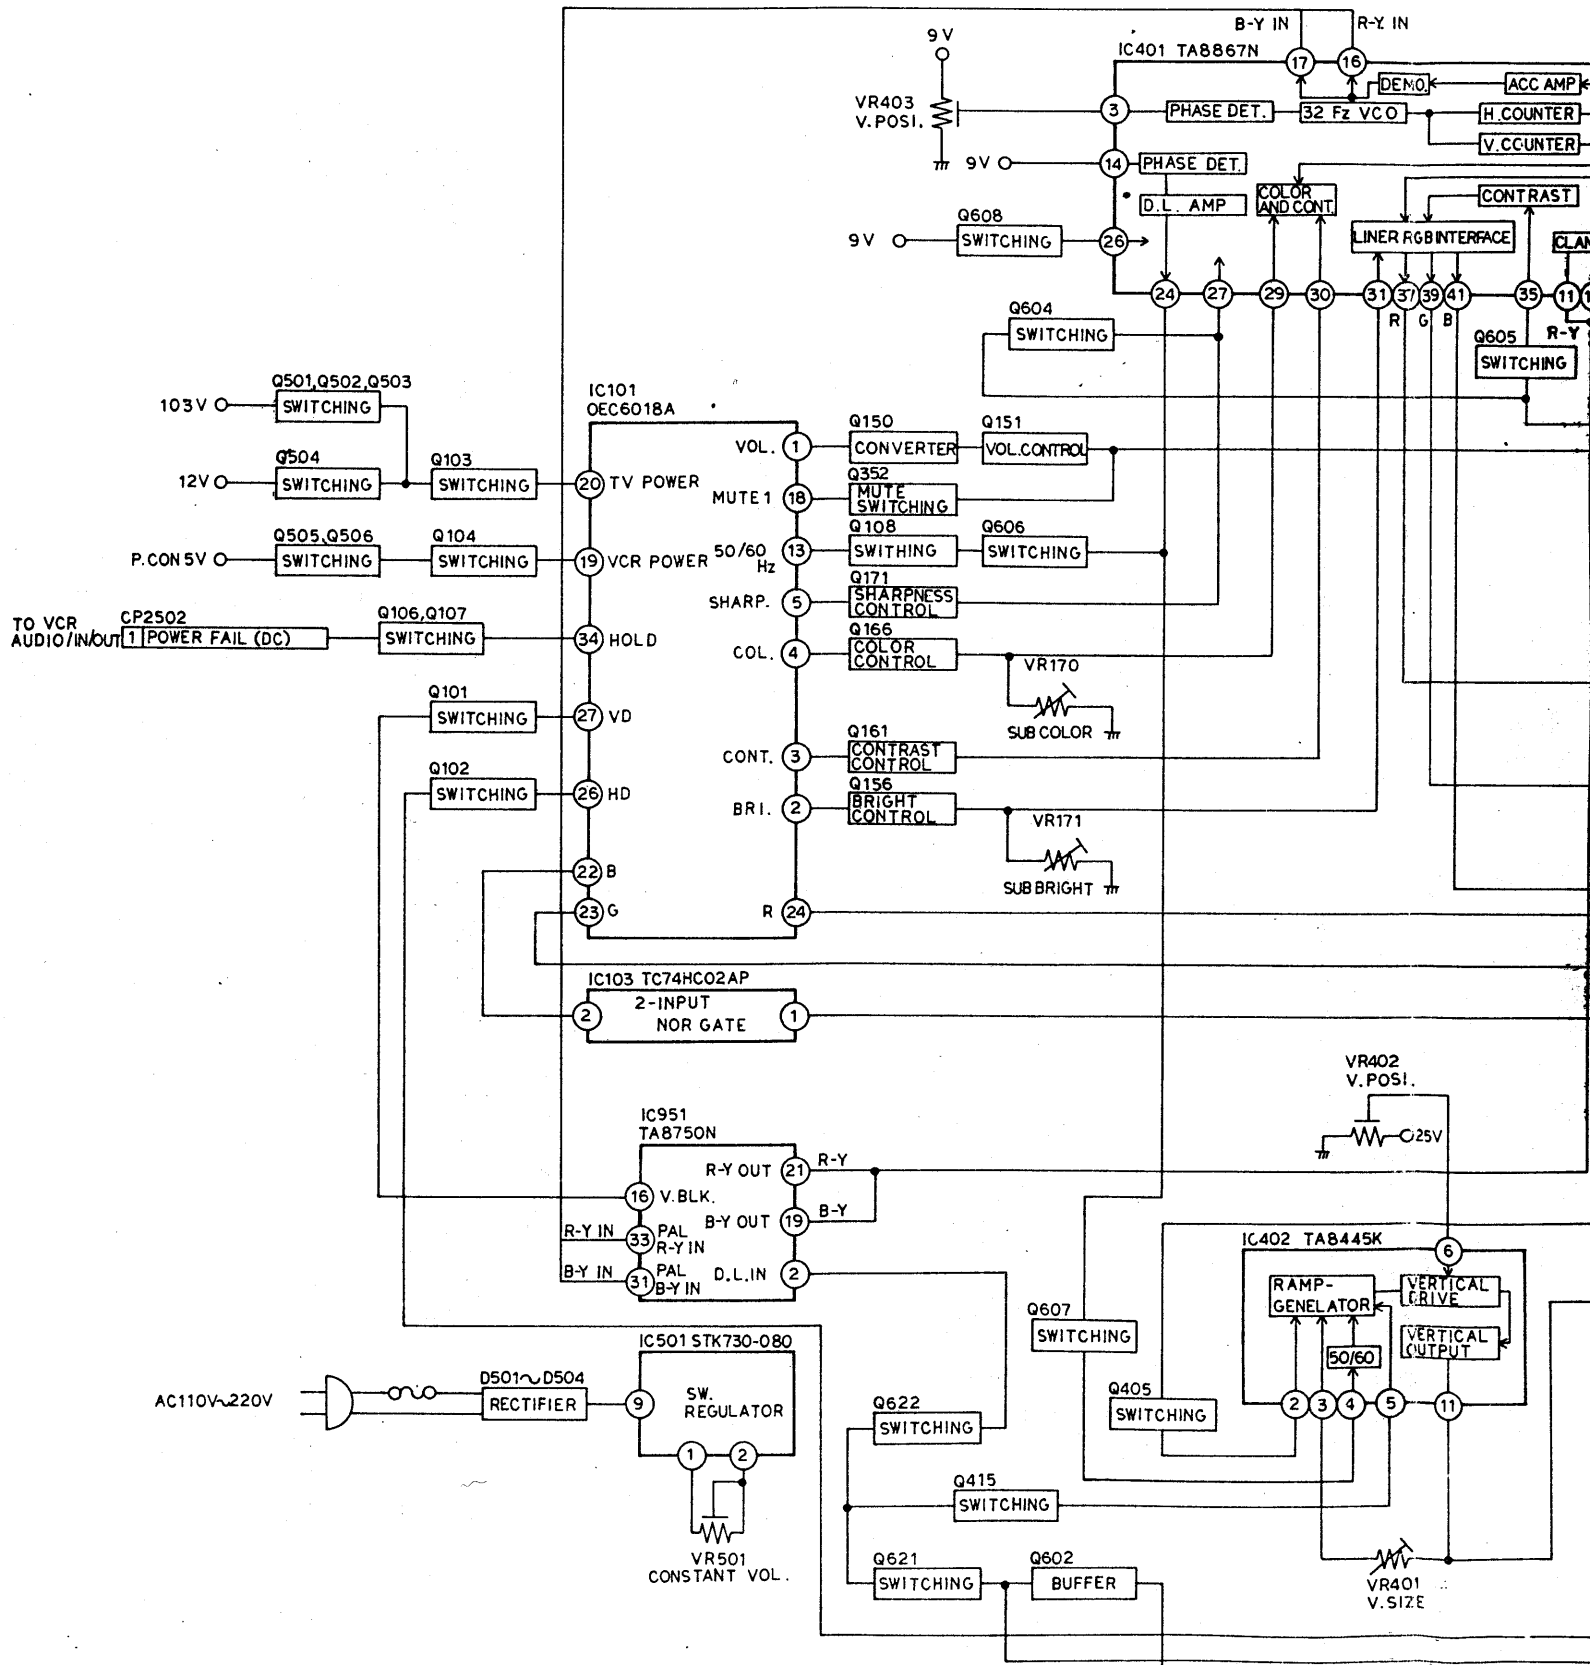 B-Y IN
R-Y IN
9V
IC401 TA8867N
17
16
DEMO.
ACC AMP
VR403
V.POSI.
3
PHASE DET.
32 Fz VCO
H.COUNTER
V.COUNTER
9V
14
PHASE DET.
COLOR
AND CONT.
CONTRAST
D.L. AMP
Q608
9V
SWITCHING
26
LINER RGB INTERFACE
24
27
29
30
31
37
39
41
35
11
R
G
B
R-Y
Q604
SWITCHING
Q605
SWITCHING
Q501,Q502,Q503
103V
SWITCHING
IC101
OEC6018A
Q504
12V
SWITCHING
Q103
SWITCHING
20
TV POWER
VOL.
1
Q150
CONVERTER
Q151
VOL.CONTROL
MUTE 1
18
Q352
MUTE
SWITCHING
Q505,Q506
P.CON 5V
SWITCHING
Q104
SWITCHING
19
VCR POWER
50/60
Hz
13
Q108
SWITHING
Q606
SWITCHING
SHARP.
5
Q171
SHARPNESS
CONTROL
TO VCR
AUDIO/IN/OUT
CP2502
1 POWER FAIL (DC)
Q106,Q107
SWITCHING
34
HOLD
COL.
4
Q166
COLOR
CONTROL
VR170
SUB COLOR
Q101
SWITCHING
27
VD
CONT.
3
Q161
CONTRAST
CONTROL
Q102
SWITCHING
26
HD
BRI.
2
Q156
BRIGHT
CONTROL
VR171
SUB BRIGHT
22
B
23
G
R
24
IC103 TC74HC02AP
2
2-INPUT
NOR GATE
1
VR402
V.POSI.
25V
IC951
TA8750N
R-Y OUT
21
R-Y
16
V.BLK.
B-Y OUT
19
B-Y
R-Y IN
33
PAL
R-Y IN
B-Y IN
31
PAL
B-Y IN
D.L.IN
2
IC402 TA8445K
6
RAMP-
GENELATOR
VERTICAL
DRIVE
VERTICAL
OUTPUT
50/60
2
3
4
5
11
Q607
SWITCHING
Q405
SWITCHING
IC501 STK730-080
AC110V~220V
D501~D504
RECTIFIER
9
SW.
REGULATOR
1
2
VR501
CONSTANT VOL.
Q622
SWITCHING
Q415
SWITCHING
Q621
SWITCHING
Q602
BUFFER
VR401
V.SIZE